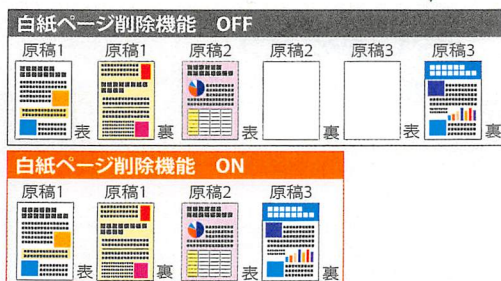 白紙ページ削除機能 OFF
原稿1 原稿1 原稿2 原稿2 原稿3 原稿3
表 裏 表 裏 表 裏
白紙ページ削除機能 ON
原稿1 原稿1 原稿2 原稿3
表 裏 表 裏